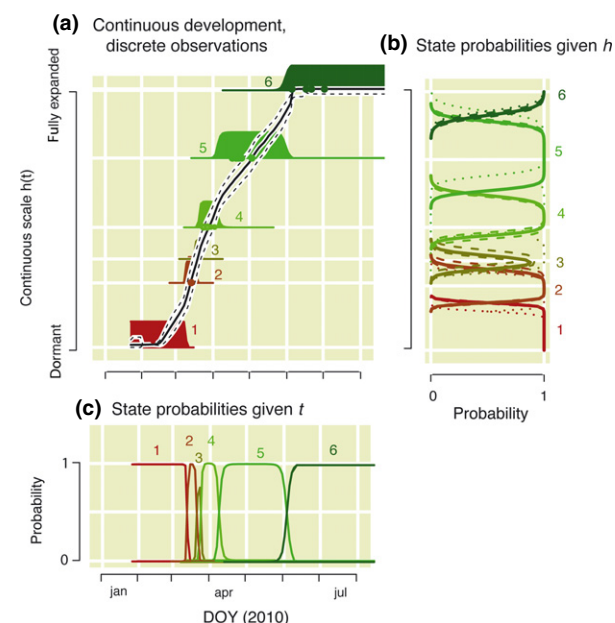 (a) Continuous development,
discrete observations
Fully expanded
Continuous scale h(t)
Dormant
6
5
4
3
2
1
(b) State probabilities given h
6
5
4
3
2
1
0 1
Probability
(c) State probabilities given t
1 2 3 4 5 6
Probability
1
0
jan apr jul
DOY (2010)